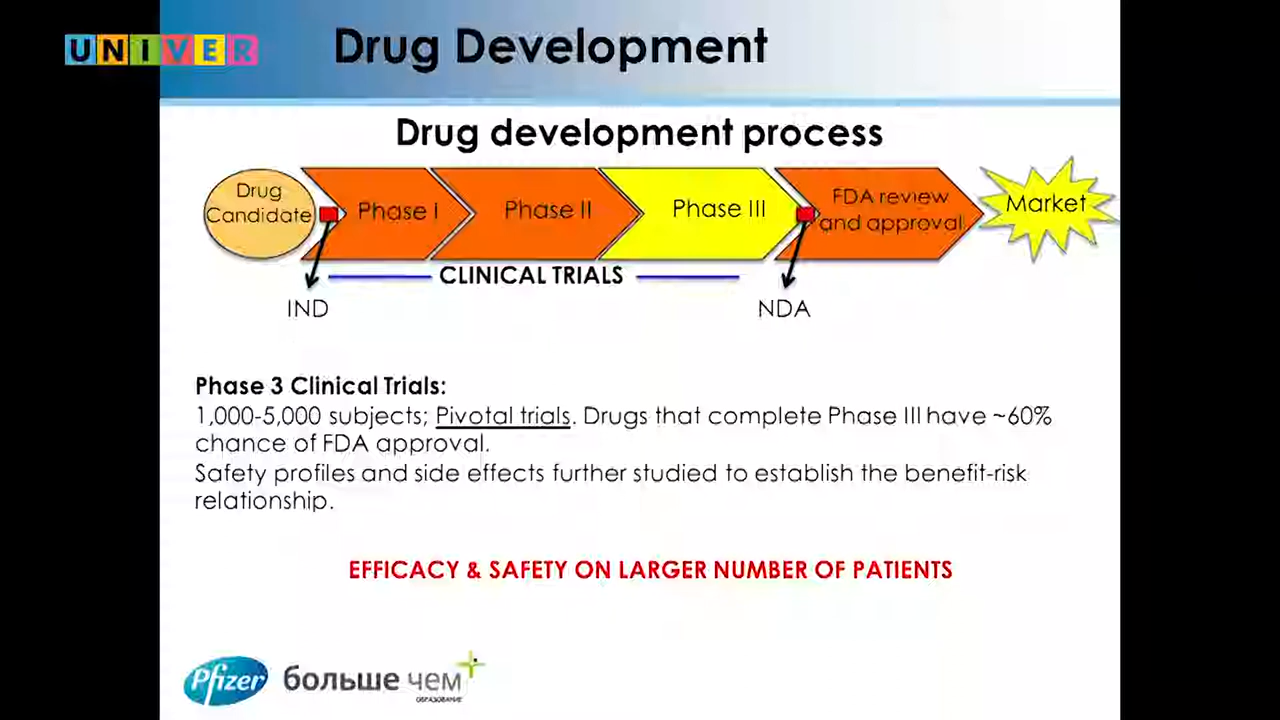 UNIVER
Drug Development
Drug development process
Drug
Candidate
Phase I
Phase II
Phase III
FDA review
and approval
Market
CLINICAL TRIALS
IND
NDA
Phase 3 Clinical Trials:
1,000-5,000 subjects; Pivotal trials. Drugs that complete Phase III have ~60%
chance of FDA approval.
Safety profiles and side effects further studied to establish the benefit-risk
relationship.
EFFICACY & SAFETY ON LARGER NUMBER OF PATIENTS
Pfizer
больше чем
ОБРАЗОВАНИЕ